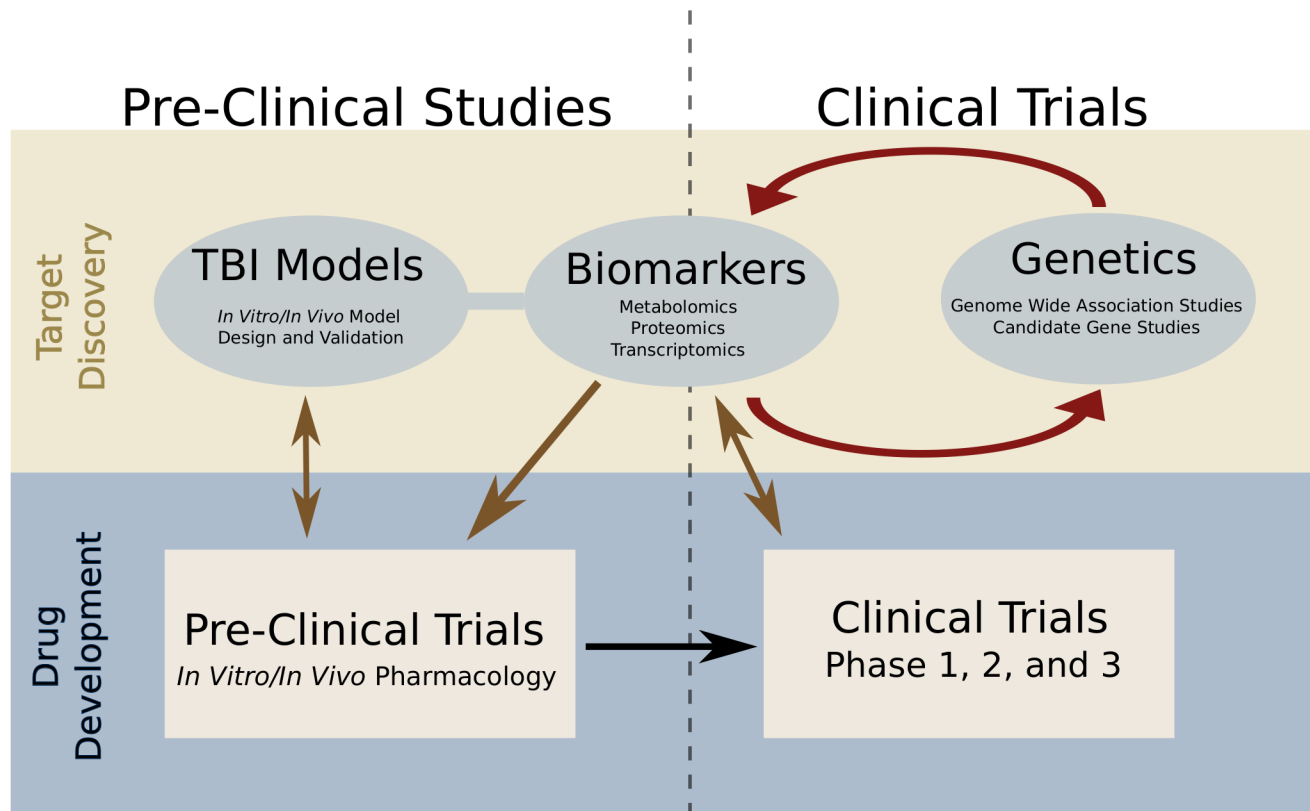 Pre-Clinical Studies
Clinical Trials
Target
Discovery
TBI Models
In Vitro/In Vivo Model
Design and Validation
Biomarkers
Metabolomics
Proteomics
Transcriptomics
Genetics
Genome Wide Association Studies
Candidate Gene Studies
Drug
Development
Pre-Clinical Trials
In Vitro/In Vivo Pharmacology
Clinical Trials
Phase 1, 2, and 3